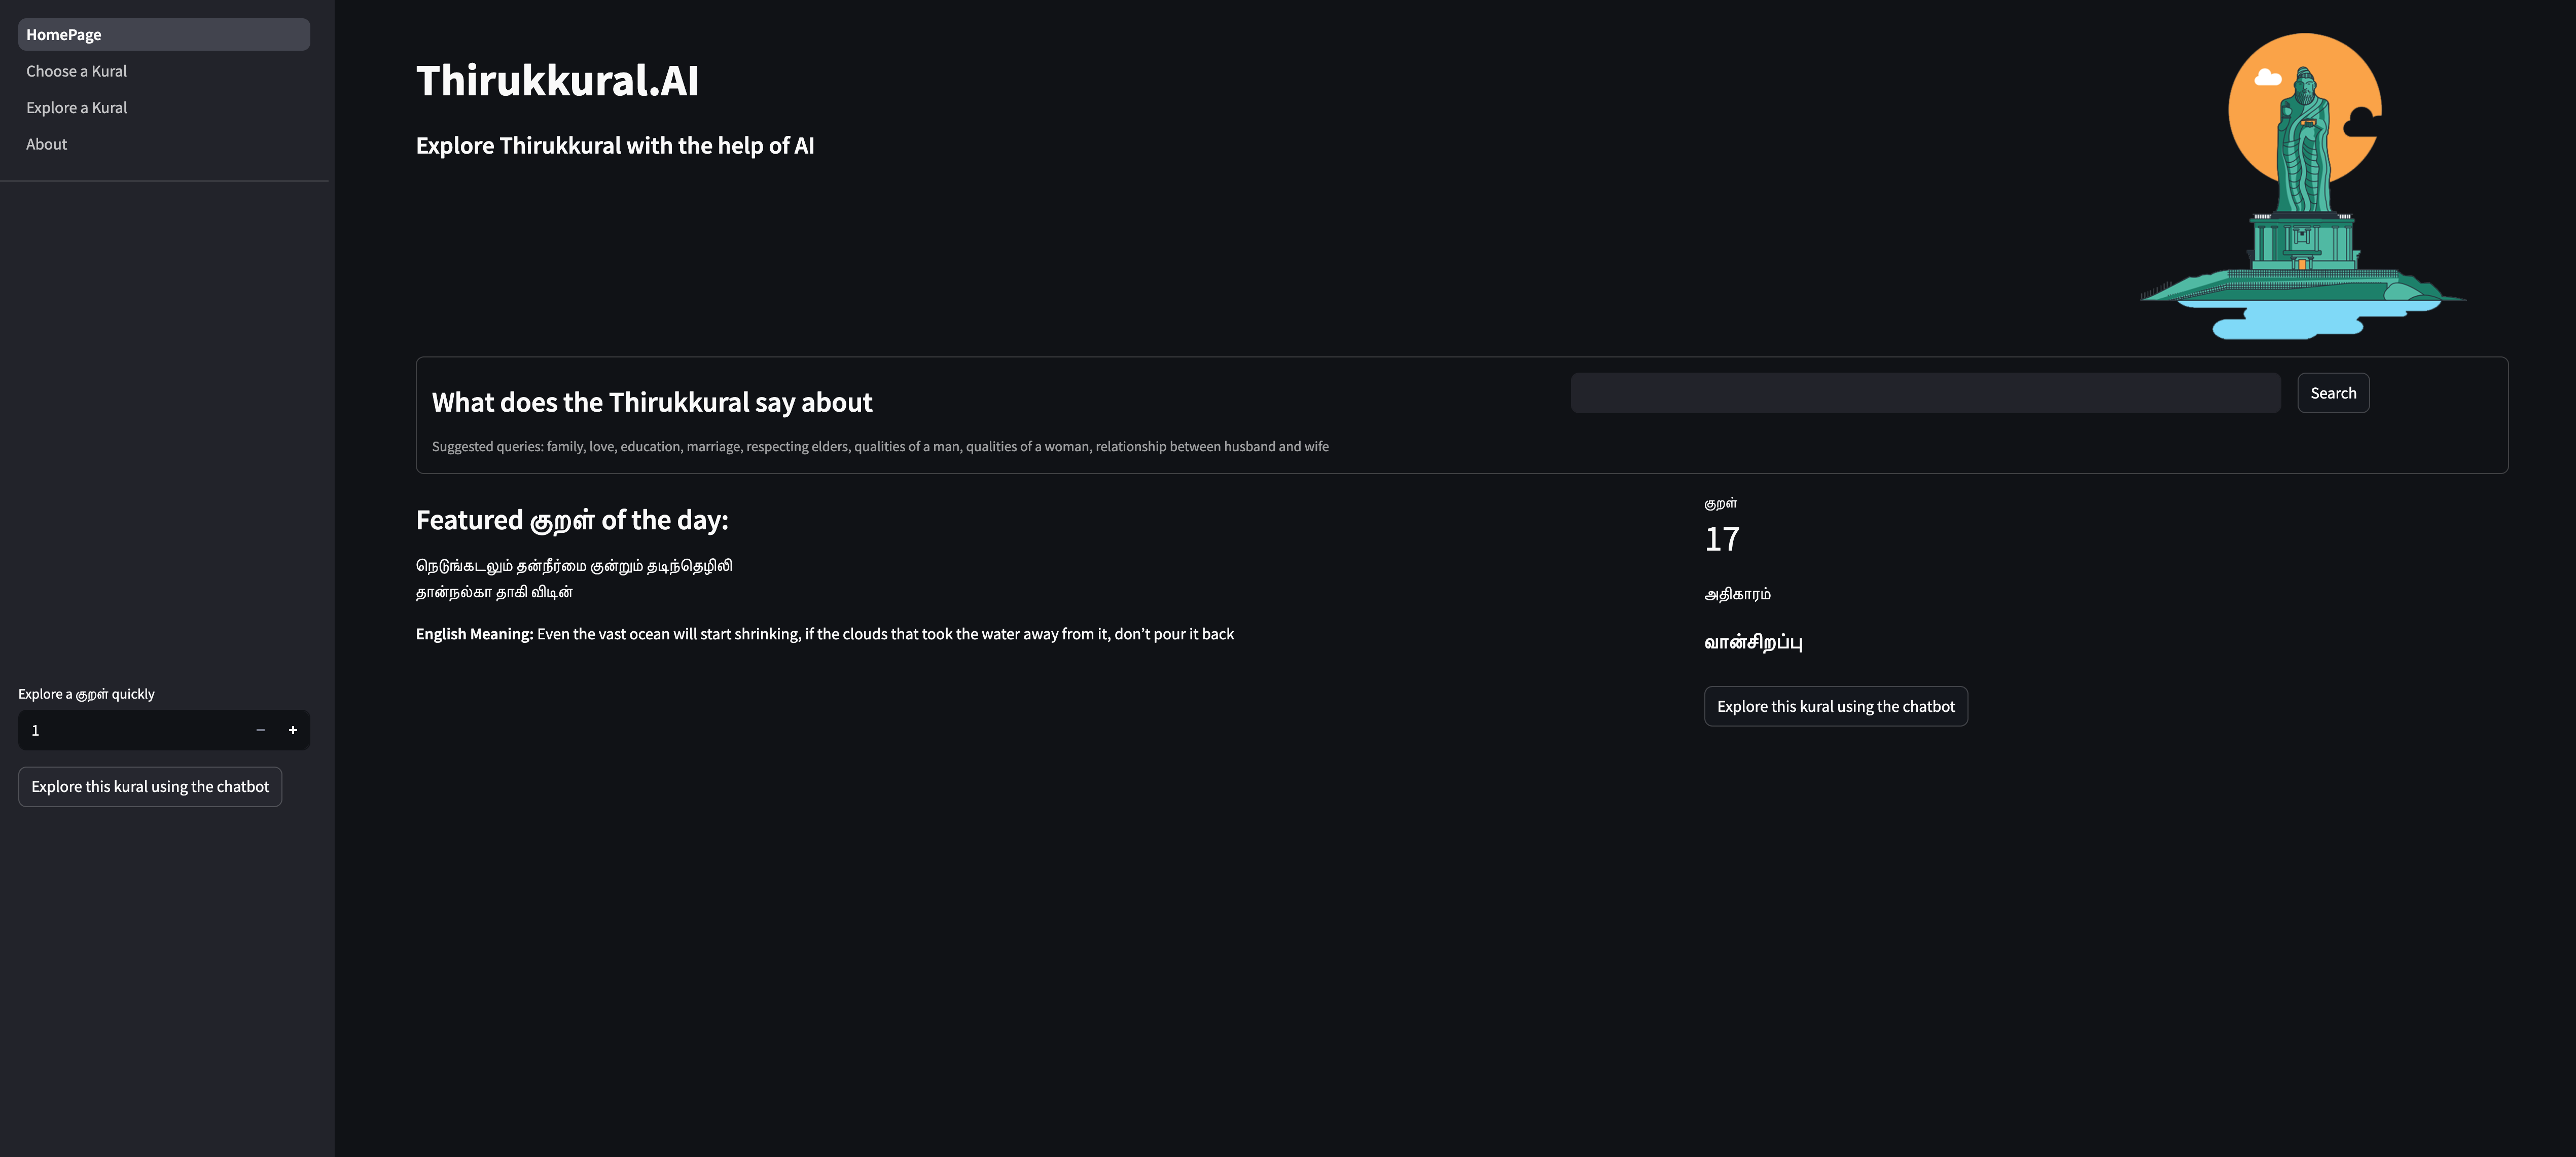 HomePage
Choose a Kural
Explore a Kural
About
Explore a குறள் quickly
1
Explore this kural using the chatbot
Thirukkural.AI
Explore Thirukkural with the help of AI
What does the Thirukkural say about
Search
Suggested queries: family, love, education, marriage, respecting elders, qualities of a man, qualities of a woman, relationship between husband and wife
Featured குறள் of the day:
நெடுங்கடலும் தன்நீர்மை குன்றும் தடிந்தெழிலி
தான்நல்கா தாகி விடின்
English Meaning: Even the vast ocean will start shrinking, if the clouds that took the water away from it, don’t pour it back
குறள்
17
அதிகாரம்
வான்சிறப்பு
Explore this kural using the chatbot